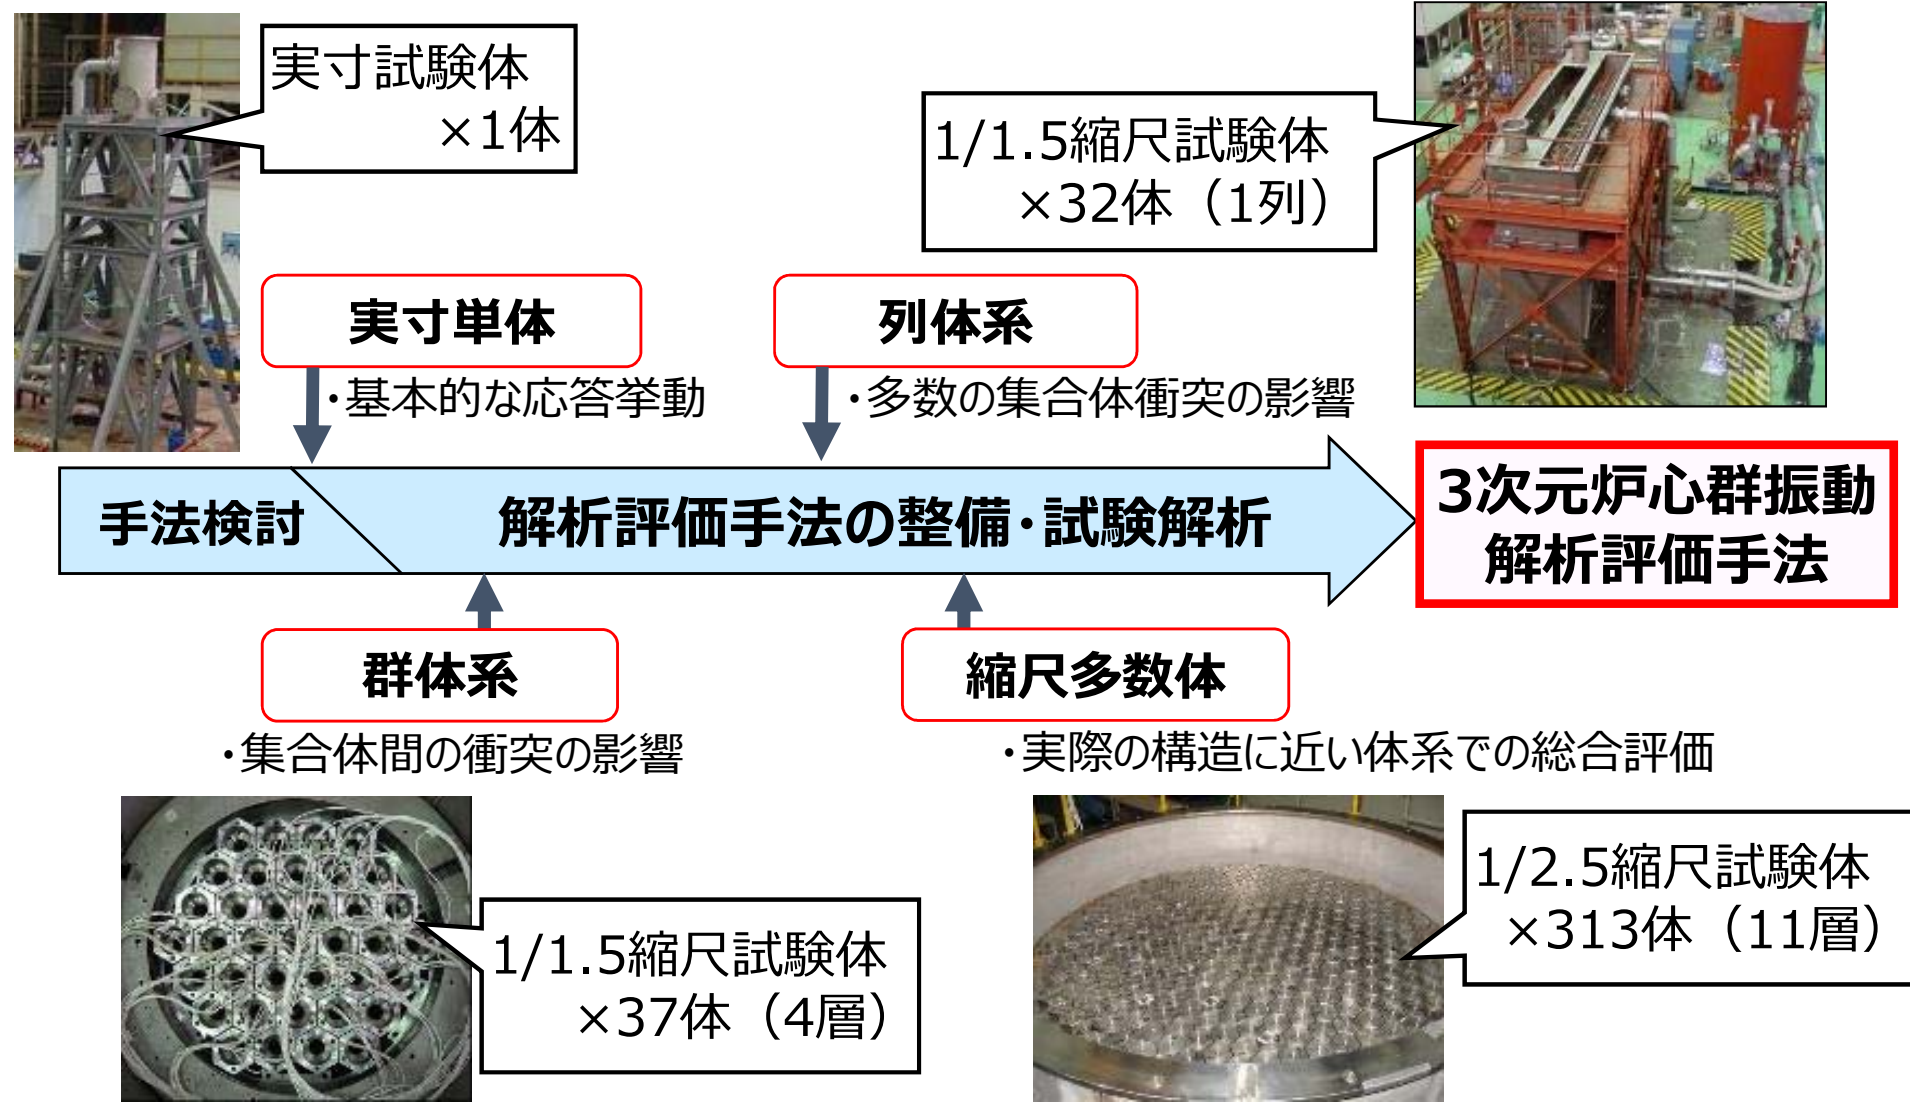 実寸試験体
×1体
1/1.5縮尺試験体
×32体（1列）
実寸単体
列体系
・基本的な応答挙動
・多数の集合体衝突の影響
手法検討
解析評価手法の整備・試験解析
3次元炉心群振動
解析評価手法
群体系
縮尺多数体
・集合体間の衝突の影響
・実際の構造に近い体系での総合評価
1/1.5縮尺試験体
×37体（4層）
1/2.5縮尺試験体
×313体（11層）